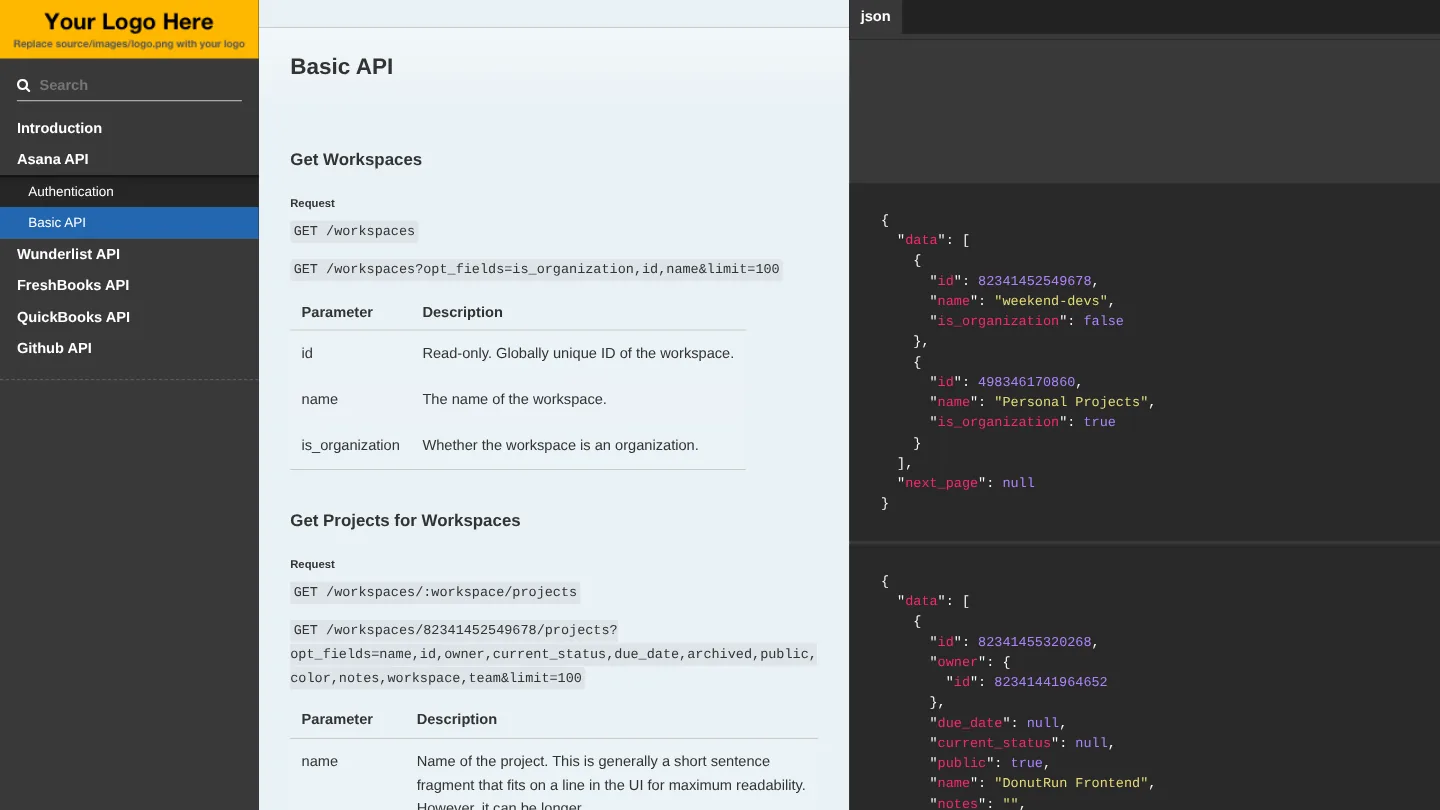 Your Logo Here
Replace source/images/logo.png with your logo
Search
Introduction
Asana API
Authentication
Basic API
Wunderlist API
FreshBooks API
QuickBooks API
Github API
Basic API
Get Workspaces
Request
GET /workspaces
GET /workspaces?opt_fields=is_organization,id,name&limit=100
Parameter Description
id Read-only. Globally unique ID of the workspace.
name The name of the workspace.
is_organization Whether the workspace is an organization.
Get Projects for Workspaces
Request
GET /workspaces/:workspace/projects
GET /workspaces/82341452549678/projects?
opt_fields=name,id,owner,current_status,due_date,archived,public,
color,notes,workspace,team&limit=100
Parameter Description
name Name of the project. This is generally a short sentence
fragment that fits on a line in the UI for maximum readability.
However, it can be longer.
json
{
"data": [
{
"id": 82341452549678,
"name": "weekend-devs",
"is_organization": false
},
{
"id": 498346170860,
"name": "Personal Projects",
"is_organization": true
}
],
"next_page": null
}
{
"data": [
{
"id": 82341455320268,
"owner": {
"id": 82341441964652
},
"due_date": null,
"current_status": null,
"public": true,
"name": "DonutRun Frontend",
"notes": "",